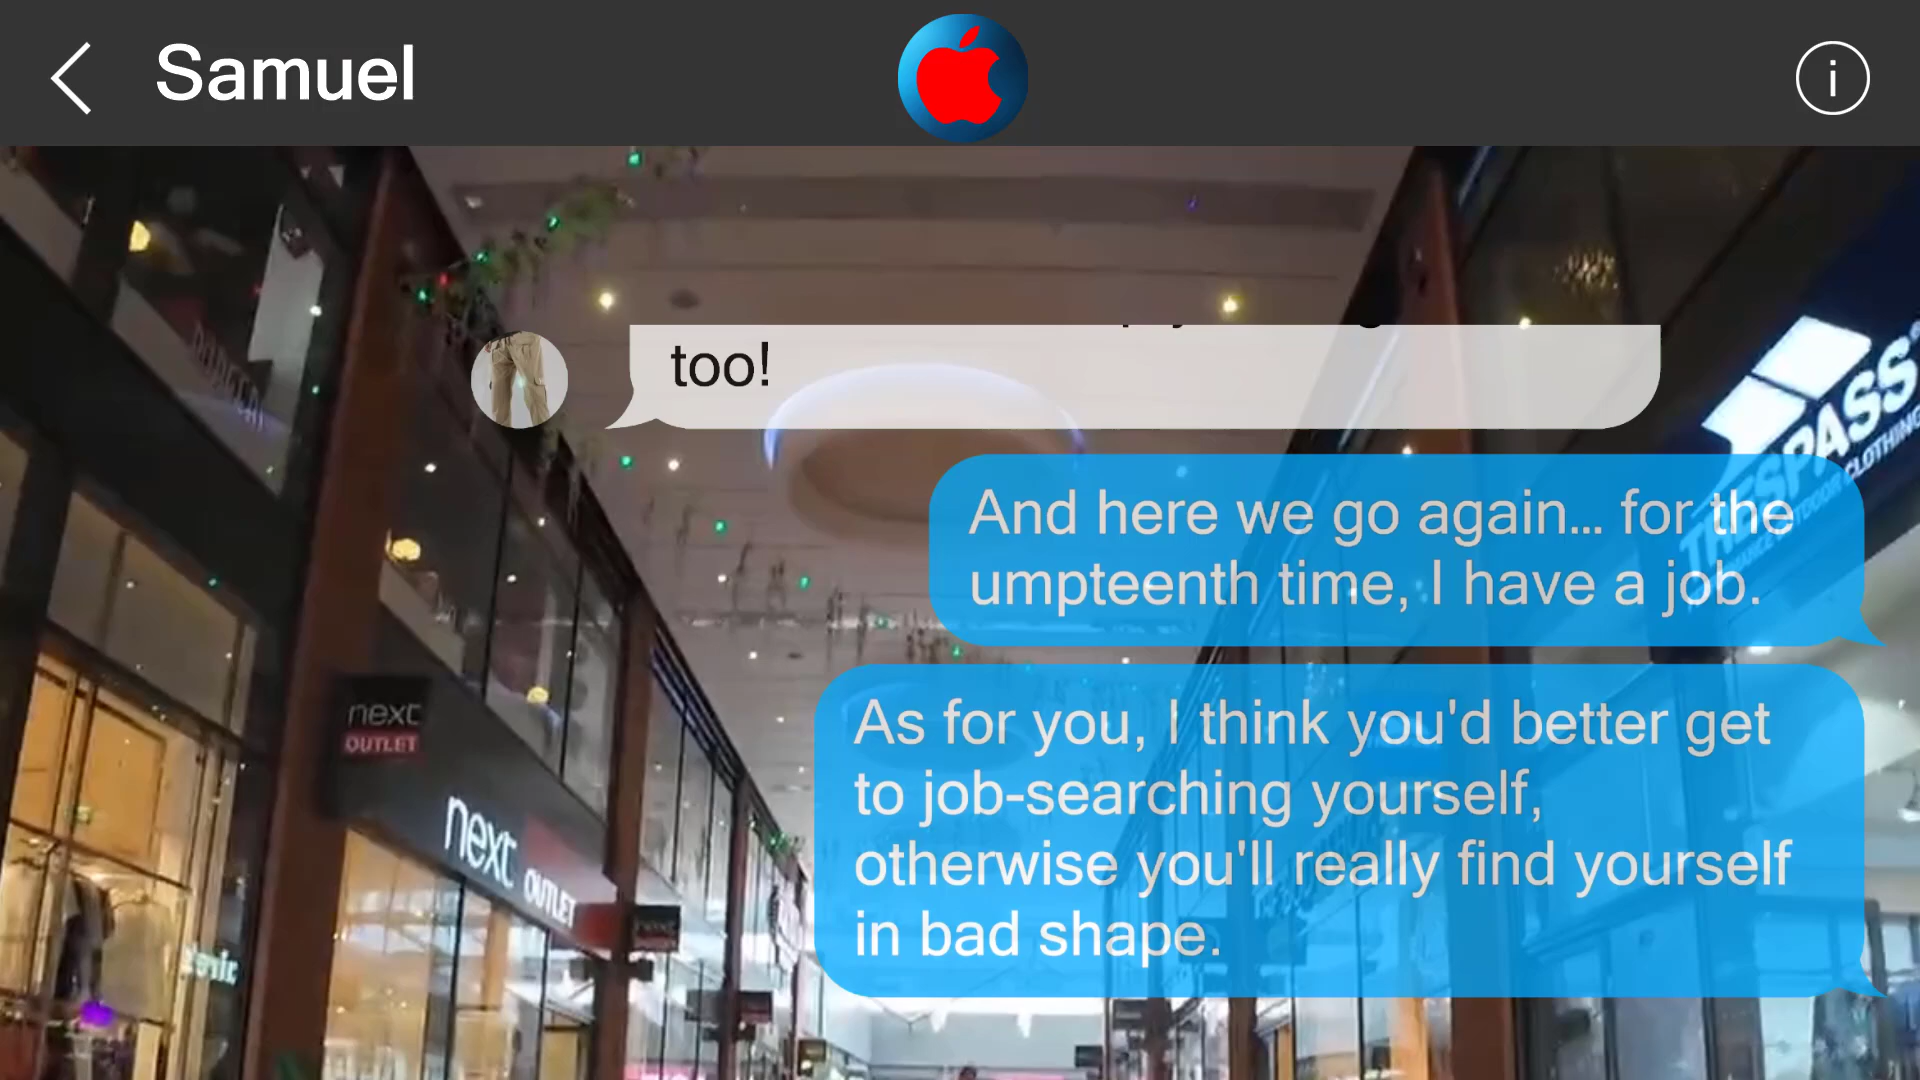 Samuel
i
too!
And here we go again... for the
umpteenth time, I have a job.
As for you, I think you'd better get
to job-searching yourself,
otherwise you'll really find yourself
in bad shape.
TRESPASS
CLOTHING
next
OUTLET
next OUTLET